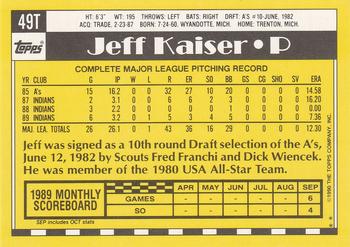 49T
HT: 6'3" WT: 195 THROWS: LEFT BATS: RIGHT DRAFT: A'S #10-JUNE, 1982
ACQ: TRADE, 2-24-87 BORN: 7-24-60, WYANDOTTE, MICH. HOME: TRENTON, MICH.
Topps
Jeff Kaiser • P
COMPLETE MAJOR LEAGUE PITCHING RECORD
YR CLUB G IP W L R ER SO BB GS CG SHO SV ERA
85 A's 15 16.2 0 0 32 27 10 20 0 0 0 0 14.58
87 INDIANS 2 3.1 0 0 6 6 2 3 0 0 0 0 16.20
88 INDIANS 3 2.2 0 0 0 0 0 1 0 0 0 0 0.00
89 INDIANS 6 3.2 0 1 5 3 4 5 0 0 0 0 7.36
MAJ. LEA. TOTALS 26 26.1 0 1 43 36 16 29 0 0 0 0 12.30
Jeff was signed as a 10th round Draft selection of the A's,
June 12, 1982 by Scouts Fred Franchi and Dick Wiencek.
He was member of the 1980 USA All-Star Team.
1989 MONTHLY SCOREBOARD
APR MAY JUN JUL AUG SEP
GAMES 6
SO 4
SEP includes OCT stats
©1990 THE TOPPS COMPANY, INC.